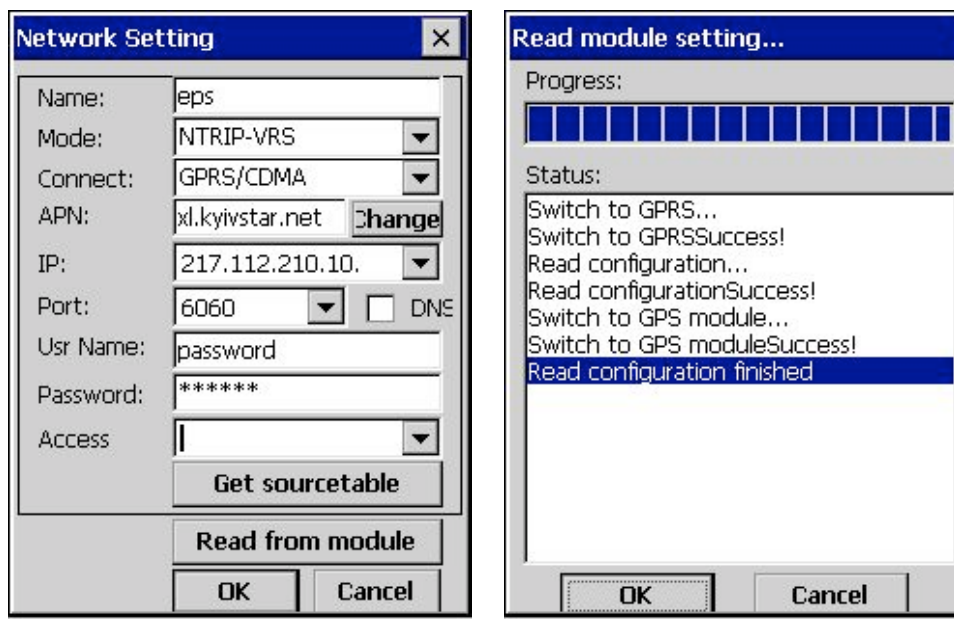 Network Setting
Name: eps
Mode: NTRIP-VRS
Connect: GPRS/CDMA
APN: xl.kyivstar.net Change
IP: 217.112.210.10.
Port: 6060 DNS
Usr Name: password
Password: ******
Access
Get sourcetable
Read from module
OK Cancel
Read module setting...
Progress:
Status:
Switch to GPRS...
Switch to GPRSSuccess!
Read configuration...
Read configurationSuccess!
Switch to GPS module...
Switch to GPS moduleSuccess!
Read configuration finished
OK Cancel